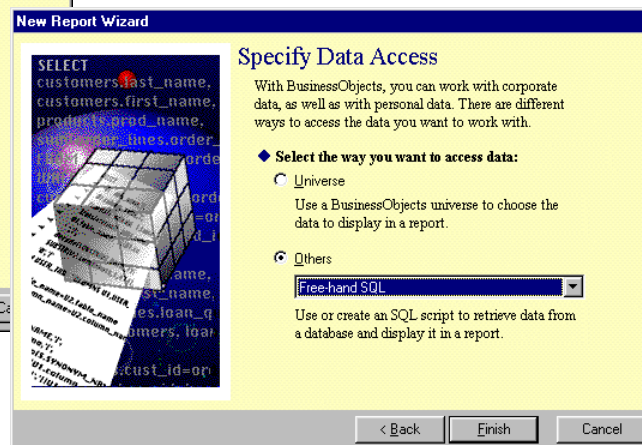 New Report Wizard
Specify Data Access
With BusinessObjects, you can work with corporate
data, as well as with personal data. There are different
ways to access the data you want to work with.
Select the way you want to access data:
Universe
Use a BusinessObjects universe to choose the
data to display in a report.
Others
Free-hand SQL
Use or create an SQL script to retrieve data from
a database and display it in a report.
< Back
Finish
Cancel
SELECT
customers.last_name,
customers.first_name,
products.prod_name,